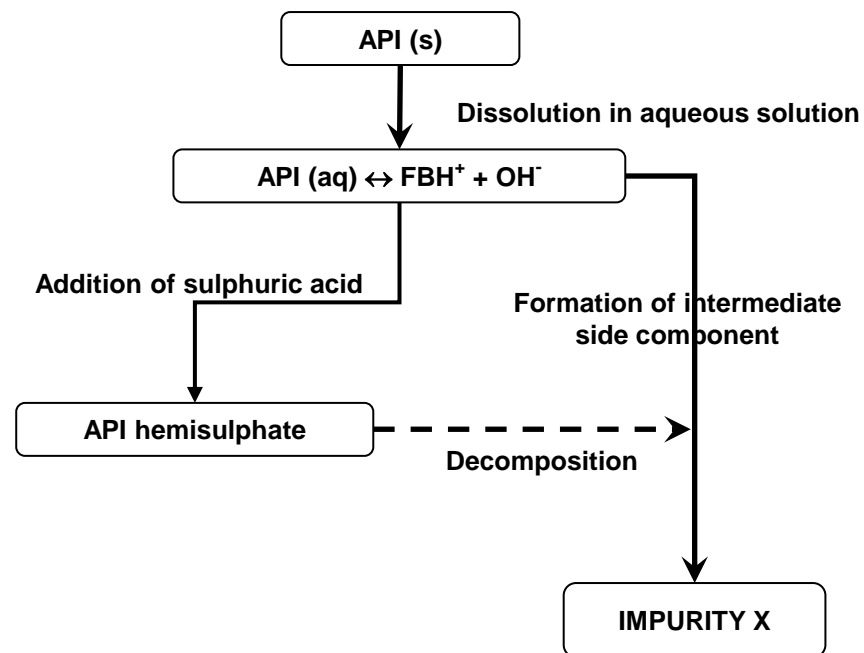 API (s)
Dissolution in aqueous solution
API (aq) ↔ FBH⁺ + OH⁻
Addition of sulphuric acid
Formation of intermediate
side component
API hemisulphate
Decomposition
IMPURITY X